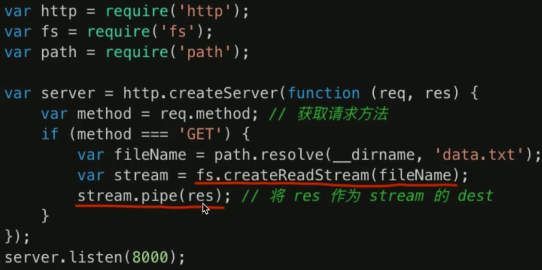 var http = require('http');
var fs = require('fs');
var path = require('path');
var server = http.createServer(function (req, res) {
    var method = req.method; // 获取请求方法
    if (method === 'GET') {
        var fileName = path.resolve(__dirname, 'data.txt');
        var stream = fs.createReadStream(fileName);
        stream.pipe(res); // 将 res 作为 stream 的 dest
    }
});
server.listen(8000);